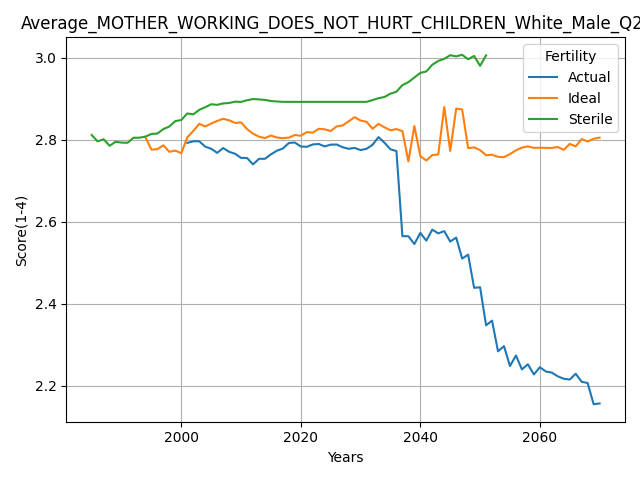 Average_MOTHER_WORKING_DOES_NOT_HURT_CHILDREN_White_Male_Q2
Fertility
Actual
Ideal
Sterile
Score(1-4)
3.0
2.8
2.6
2.4
2.2
2000 2020 2040 2060
Years